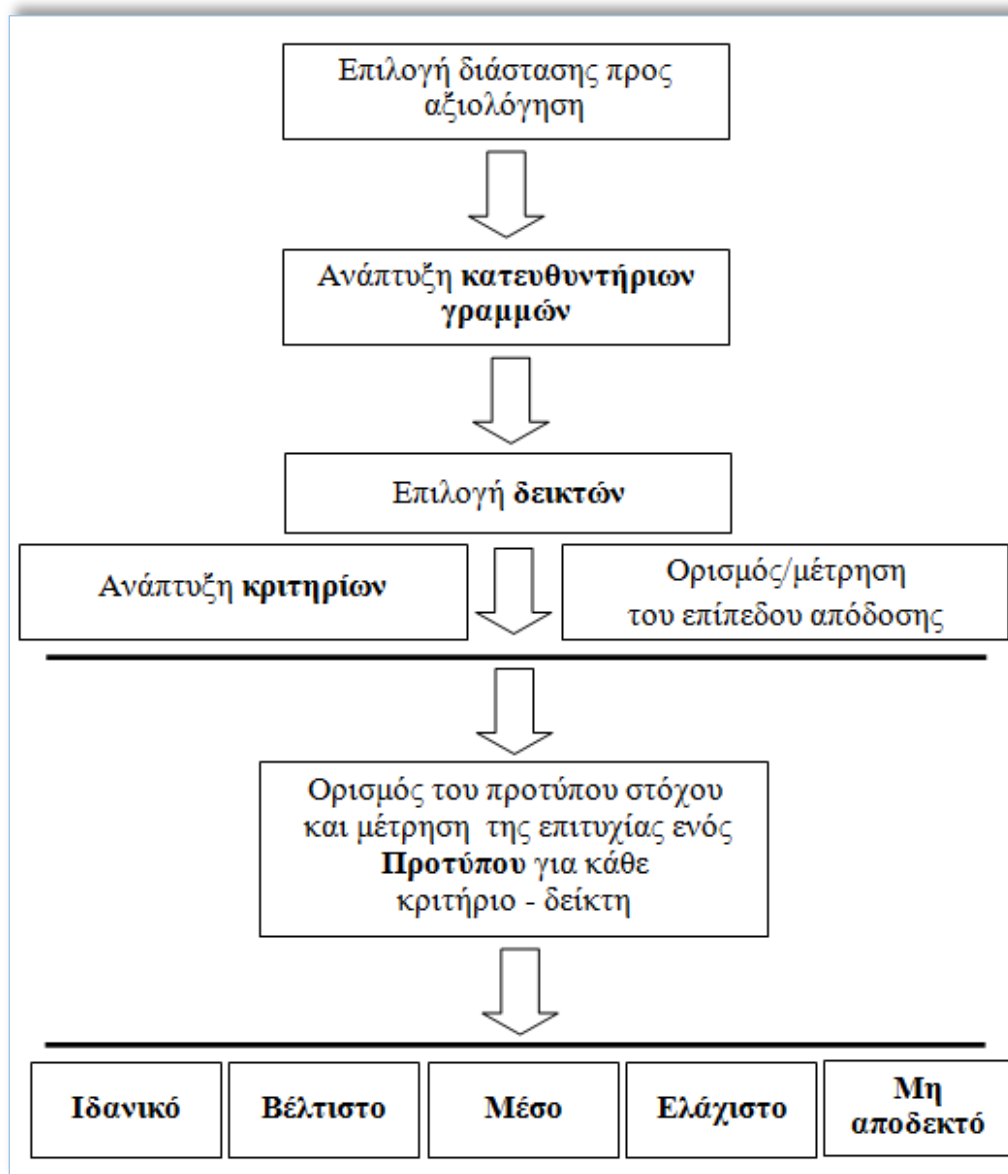 Επιλογή διάστασης προς
αξιολόγηση
Ανάπτυξη κατευθυντήριων
γραμμών
Επιλογή δεικτών
Ανάπτυξη κριτηρίων
Ορισμός/μέτρηση
του επίπεδου απόδοσης
Ορισμός του προτύπου στόχου
και μέτρηση της επιτυχίας ενός
Προτύπου για κάθε
κριτήριο - δείκτη
Ιδανικό
Βέλτιστο
Μέσο
Ελάχιστο
Μη
αποδεκτό